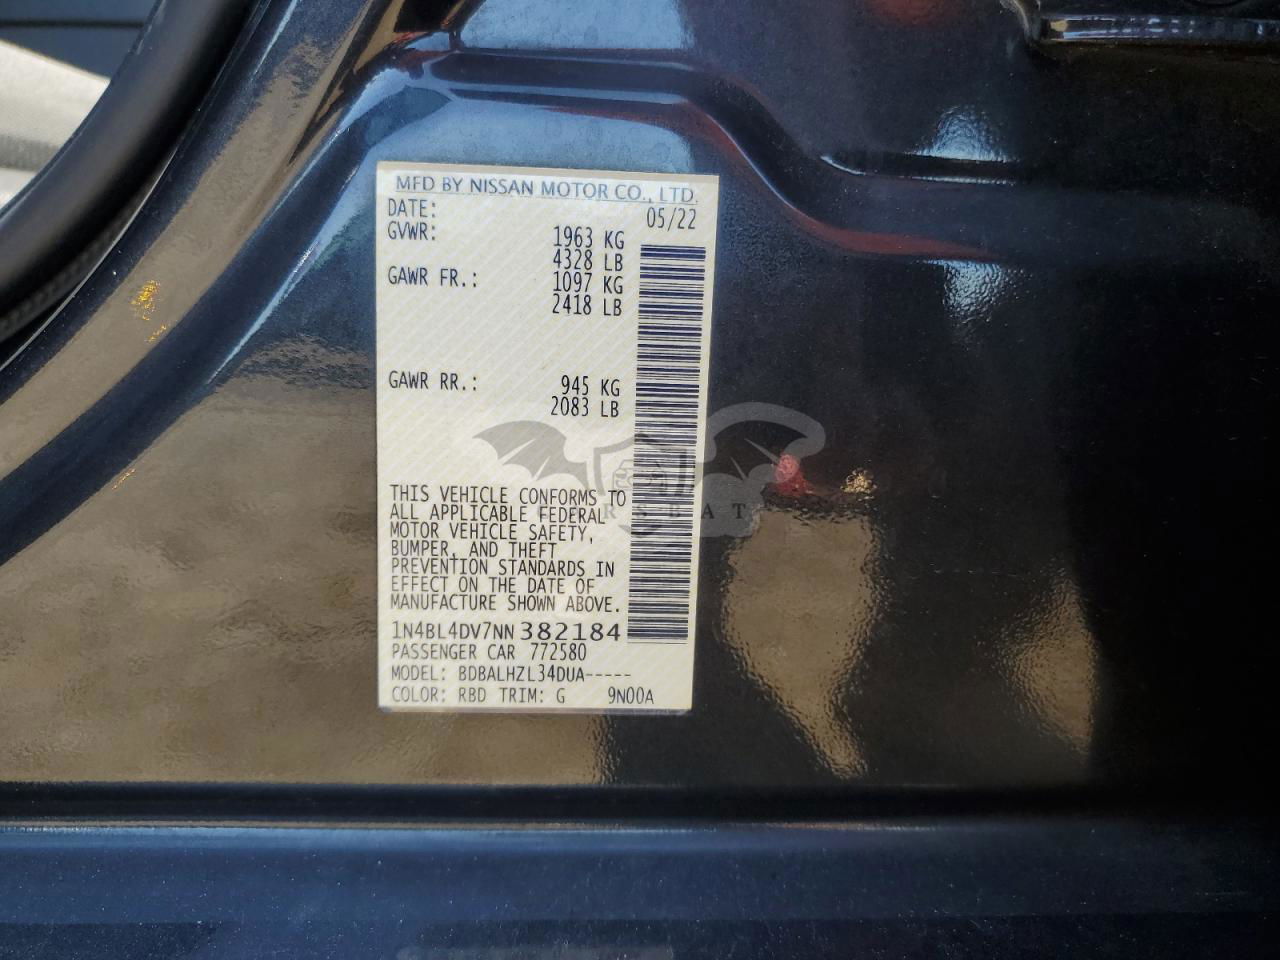 MFD BY NISSAN MOTOR CO., LTD.
DATE: 05/22
GVWR: 1963 KG
4328 LB
GAWR FR.: 1097 KG
2418 LB
GAWR RR.: 945 KG
2083 LB
THIS VEHICLE CONFORMS TO
ALL APPLICABLE FEDERAL
MOTOR VEHICLE SAFETY,
BUMPER, AND THEFT
PREVENTION STANDARDS IN
EFFECT ON THE DATE OF
MANUFACTURE SHOWN ABOVE.
1N4BL4DV7NN382184
PASSENGER CAR 772580
MODEL: BDBALHZL34DUA-----
COLOR: RBD TRIM: G 9N00A